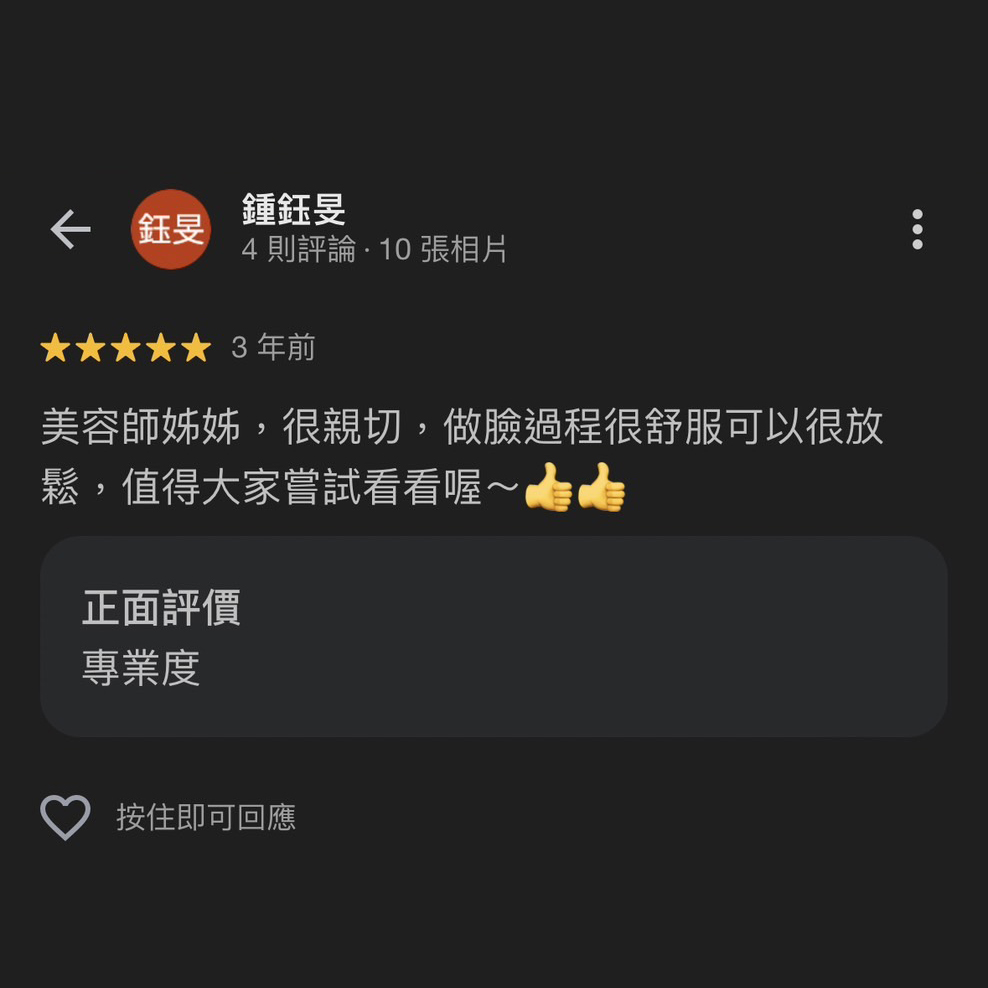 鈺旻
鍾鈺旻
4 則評論 · 10 張相片
★★★★★ 3 年前
美容師姊姊，很親切，做臉過程很舒服可以很放
鬆，值得大家嘗試看看喔～👍👍
正面評價
專業度
按住即可回應